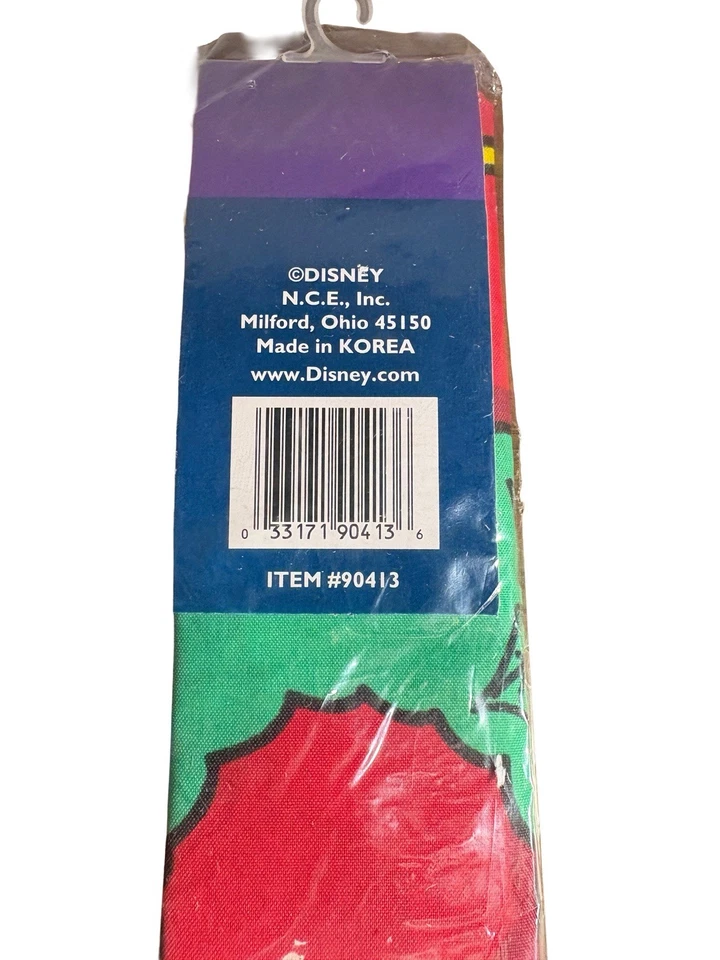 ©DISNEY
N.C.E., Inc.
Milford, Ohio 45150
Made in KOREA
www.Disney.com
0 33171 90413 6
ITEM #90413